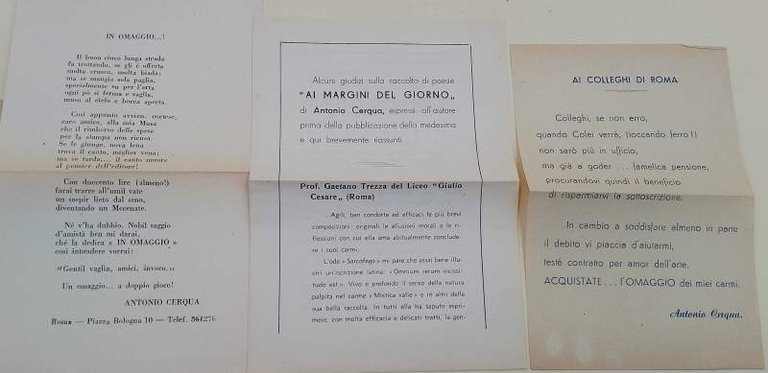 IN OMAGGIO...!
Il buon ciuco lunga strada
fa trottando, se gli è offerta
molta crusca, molta biada;
ma se mangia sola paglia,
specialmente su per l'erta
ogni pò si ferma e raglia,
muso al cielo e bocca aperta.
Così appunto avvien, cortese,
caro amico, alla mia Musa
che il rimborso delle spese
per la stampa non ricusa.
Se le giunge, nova lena
trova il canto, miglior vena;
ma se tarda.... il canto muore
al pensiero dell'editore!
Con duecento lire (almeno!)
farai trarre all'umil vate
un sospir lieto dal seno,
diventando un Mecenate.
Né v'ha dubbio. Nobil saggio
d'amistà ben mi darai,
ché la dedica « IN OMAGGIO »
così intendere vorrai:
«Gentil vaglia, amici, invoco.«
Un omaggio... a doppio gioco!
ANTONIO CERQUA
Roma — Piazza Bologna 10 — Telef. 861276
Alcuni giudizi sulla raccolta di poesie
"AI MARGINI DEL GIORNO„
di Antonio Cerqua, espressi all'autore
prima della pubblicazione della medesima
e qui brevemente riassunti.
Prof. Gaetano Trezza del Liceo "Giulio
Cesare„ (Roma)
... Agili, ben condotte ed efficaci le più brevi
composizioni: originali le allusioni morali e le ri-
flessioni con cui ella ama abitualmente conclude-
re i suoi carmi.
L'ode «Sarcofago» mi pare che assai bene illu-
stri un'iscrizione latina: «Omnium rerum vicissi-
tudo est». Vivo e profondo il senso della natura
palpita nel carme «Mistica valle» e in altri della
sua bella raccolta. In tutti ella ha saputo espri-
mere, con molta efficacia e delicati tratti, la gen-
AI COLLEGHI DI ROMA
Colleghi, se non erro,
quando Colei verrà, (toccando ferro!)
non sarò più in ufficio,
ma già a goder ... famelica pensione,
procurandovi quindi il beneficio
di risparmiarvi la sottoscrizione.
In cambio a soddisfare almeno in parte
il debito vi piaccia d'aiutarmi,
testè contratto per amor dell'arte,
ACQUISTATE ... l'OMAGGIO dei miei carmi.
Antonio Cerqua.